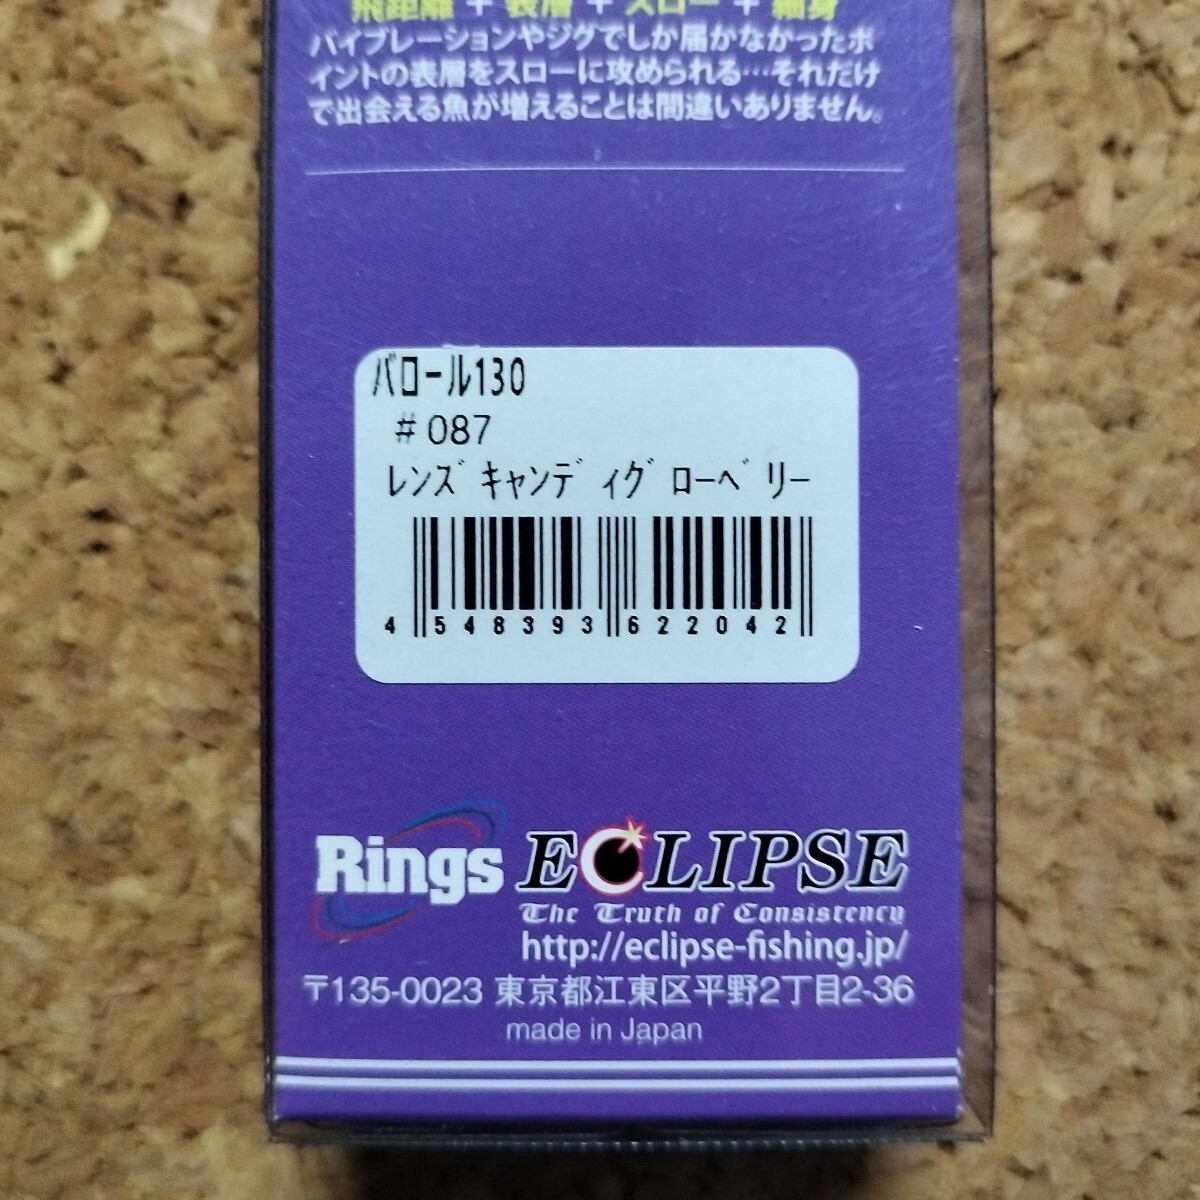 飛距離 + 表層 + スロー + 細身
バイブレーションやジグでしか届かなかったポ
イントの表層をスローに攻められる…それだけ
で出会える魚が増えることは間違いありません。
ﾊﾞﾛｰﾙ130
#087
ﾚﾝｽﾞｷｬﾝﾃﾞｨｸﾞﾛｰﾍﾞﾘｰ
4 548393 622042
Rings ECLIPSE
The Truth of Consistency
http://eclipse-fishing.jp/
〒135-0023 東京都江東区平野2丁目2-36
made in Japan